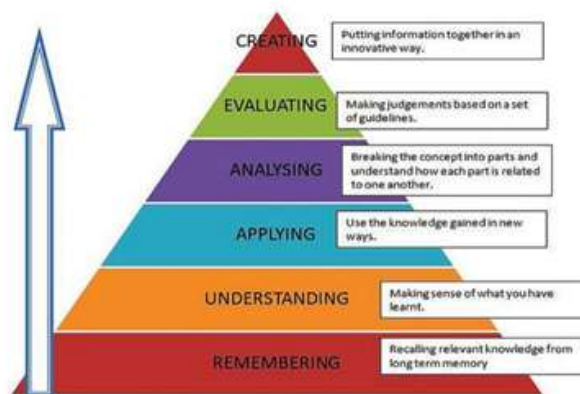 CREATING
Putting information together in an
innovative way.
EVALUATING
Making judgements based on a set
of guidelines.
ANALYSING
Breaking the concept into parts and
understand how each part is related
to one another.
APPLYING
Use the knowledge gained in new
ways.
UNDERSTANDING
Making sense of what you have
learnt.
REMEMBERING
Recalling relevant knowledge from
long term memory